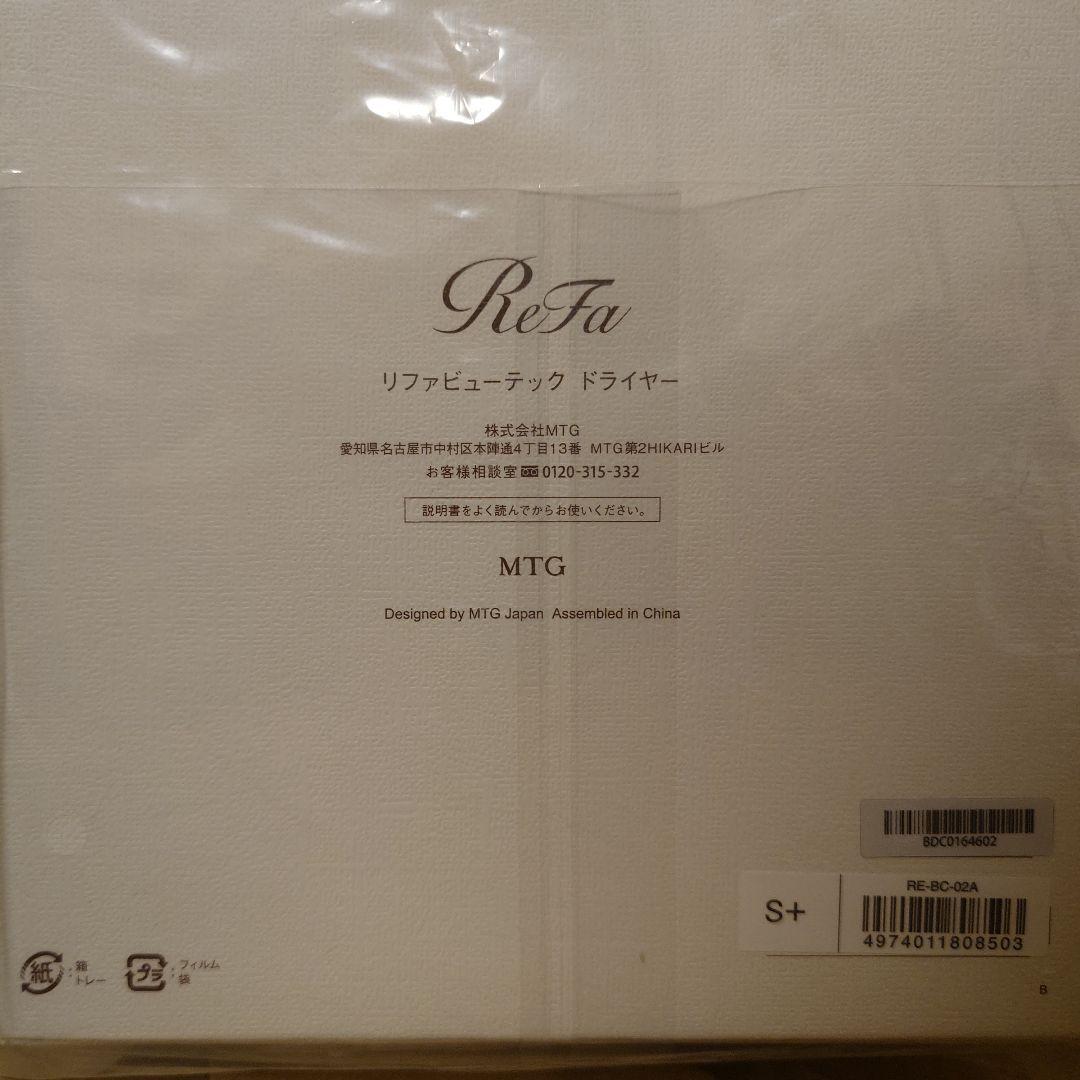 ReFa
リファビューテック ドライヤー
株式会社MTG
愛知県名古屋市中村区本陣通4丁目13番 MTG第2HIKARIビル
お客様相談室 0120-315-332
説明書をよく読んでからお使いください。
MTG
Designed by MTG Japan Assembled in China
BDC0164602
RE-BC-02A
S+
4974011808503
紙 : 箱
トレー
プラ : フィルム
袋
B